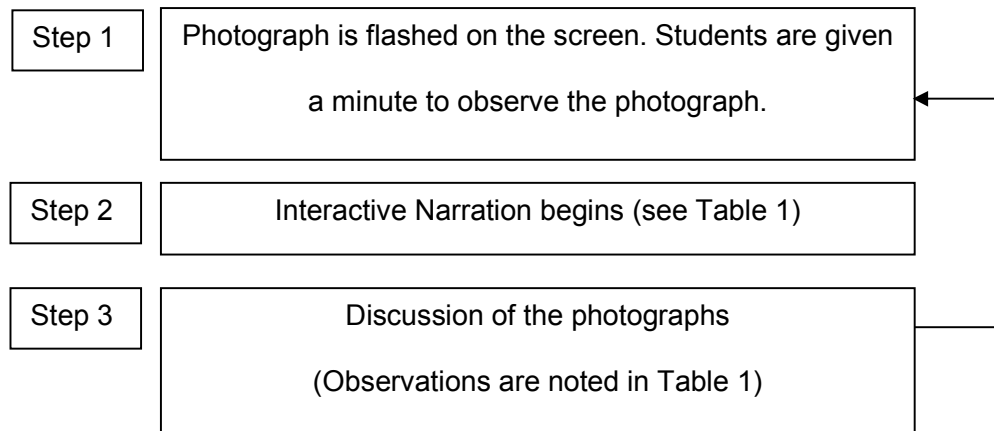 Step 1
Photograph is flashed on the screen. Students are given
a minute to observe the photograph.
Step 2
Interactive Narration begins (see Table 1)
Step 3
Discussion of the photographs
(Observations are noted in Table 1)